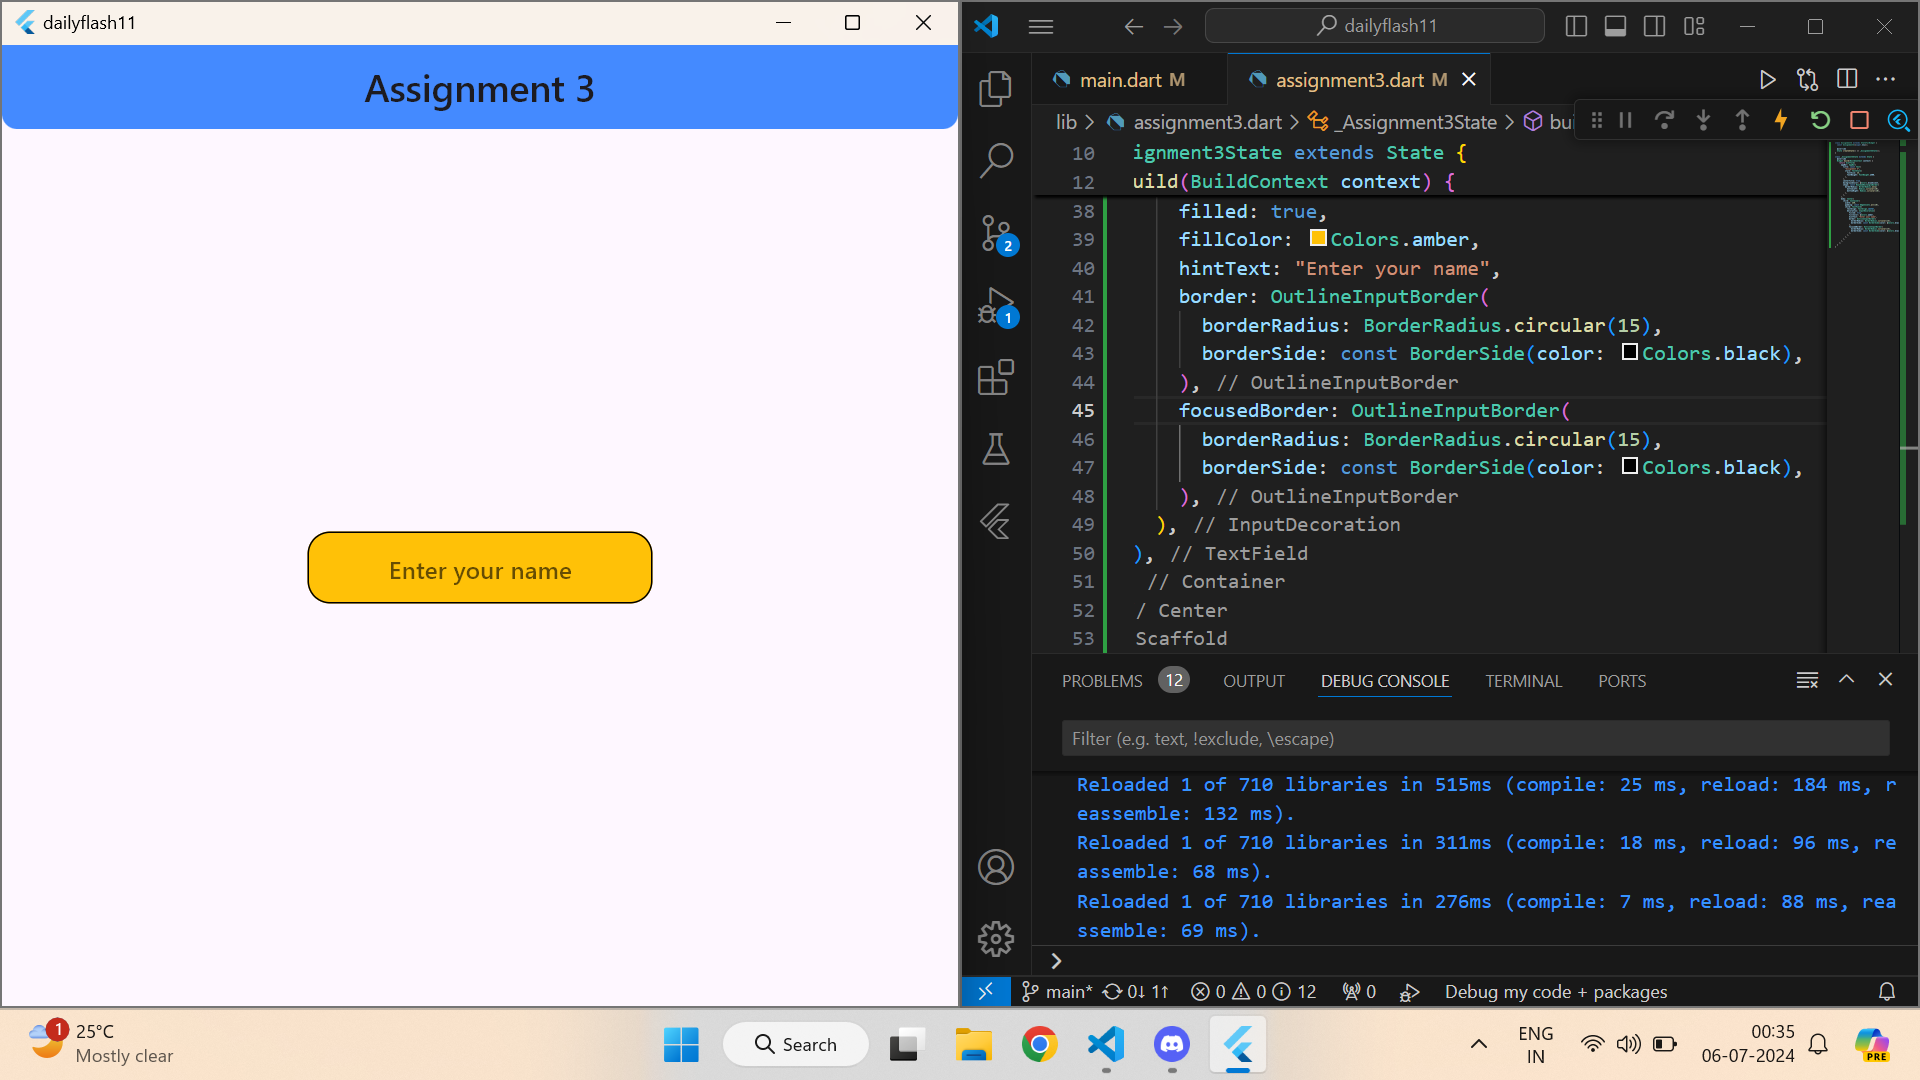 dailyflash11
Assignment 3
Enter your name
dailyflash11
main.dart M
assignment3.dart M
lib > assignment3.dart > _Assignment3State > bu
10 ignment3State extends State {
12 uild(BuildContext context) {
38 filled: true,
39 fillColor: Colors.amber,
40 hintText: "Enter your name",
41 border: OutlineInputBorder(
42 borderRadius: BorderRadius.circular(15),
43 borderSide: const BorderSide(color: Colors.black),
44 ), // OutlineInputBorder
45 focusedBorder: OutlineInputBorder(
46 borderRadius: BorderRadius.circular(15),
47 borderSide: const BorderSide(color: Colors.black),
48 ), // OutlineInputBorder
49 ), // InputDecoration
50 ), // TextField
51 // Container
52 / Center
53 Scaffold
2
1
PROBLEMS 12 OUTPUT DEBUG CONSOLE TERMINAL PORTS
Filter (e.g. text, !exclude, \escape)
Reloaded 1 of 710 libraries in 515ms (compile: 25 ms, reload: 184 ms, r
eassemble: 132 ms).
Reloaded 1 of 710 libraries in 311ms (compile: 18 ms, reload: 96 ms, re
assemble: 68 ms).
Reloaded 1 of 710 libraries in 276ms (compile: 7 ms, reload: 88 ms, rea
ssemble: 69 ms).
>
main* 0↓ 1↑ 0 0 12 0 Debug my code + packages
1
25°C
Mostly clear
Search
ENG
IN
00:35
06-07-2024
PRE